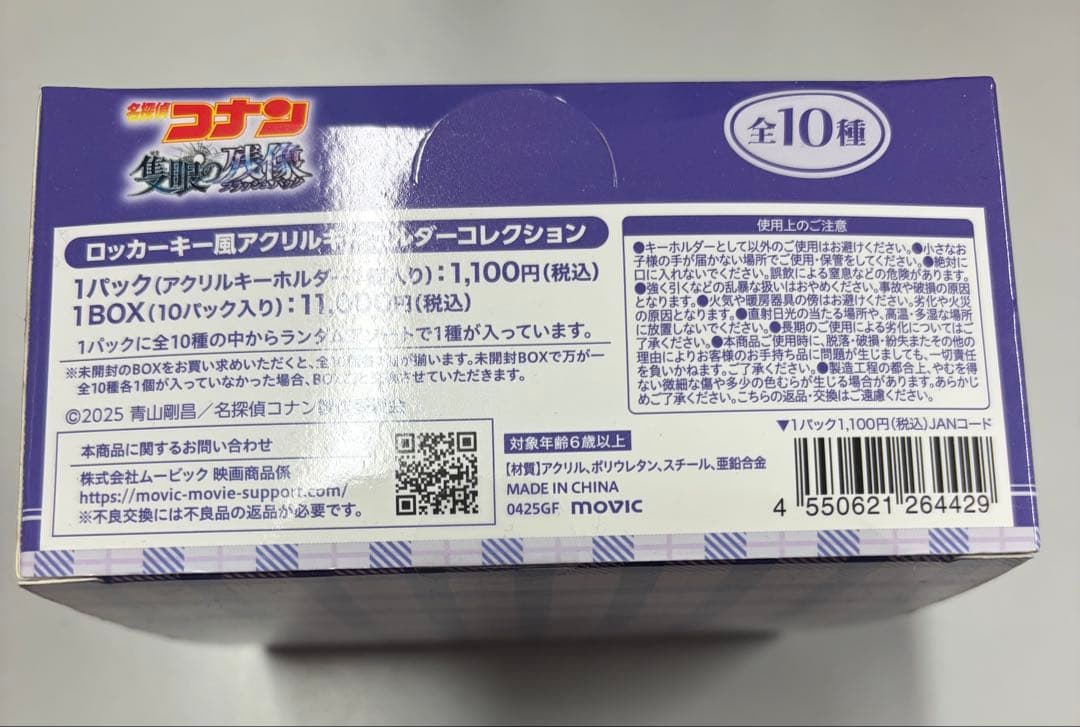 名探偵
コナン
隻眼の残像
フラッシュバック
全10種
ロッカーキー風アクリルキーホルダーコレクション
1パック(アクリルキーホルダー1個入り):1,100円(税込)
1BOX(10パック入り):11,000円(税込)
1パックに全10種の中からランダムアソートで1種が入っています。
※未開封のBOXをお買い求めいただくと、全10種各1個が揃います。未開封BOXで万が一
全10種各1個が入っていなかった場合、BOXごと交換させていただきます。
©2025 青山剛昌/名探偵コナン製作委員会
本商品に関するお問い合わせ
株式会社ムービック 映画商品係
https://movic-movie-support.com/
※不良交換には不良品の返品が必要です。
使用上のご注意
●キーホルダーとして以外のご使用はお避けください。●小さなお
子様の手が届かない場所でご使用・保管をしてください。●絶対に
口に入れないでください。誤飲による窒息などの危険があります。
●強く引くなどの乱暴な扱いはおやめください。事故や破損の原因
となります。●火気や暖房器具の傍はお避けください。劣化や火災
の原因となります。●直射日光の当たる場所や、高温・多湿な場所
に放置しないでください。●長期のご使用による劣化についてはご
了承ください。●本商品ご使用時に、脱落・破損・紛失またその他の
理由によりお客様のお手持ち品に問題が生じましても、一切責任
を負いかねます。ご了承ください。●製造工程の都合上、やむを得
ない微細な傷や多少の色むらが生じる場合があります。あらかじ
めご了承ください。こちらの返品・交換はご遠慮ください。
対象年齢6歳以上
【材質】アクリル、ポリウレタン、スチール、亜鉛合金
MADE IN CHINA
0425GF movic
▼1パック1,100円(税込)JANコード
4 550621 264429